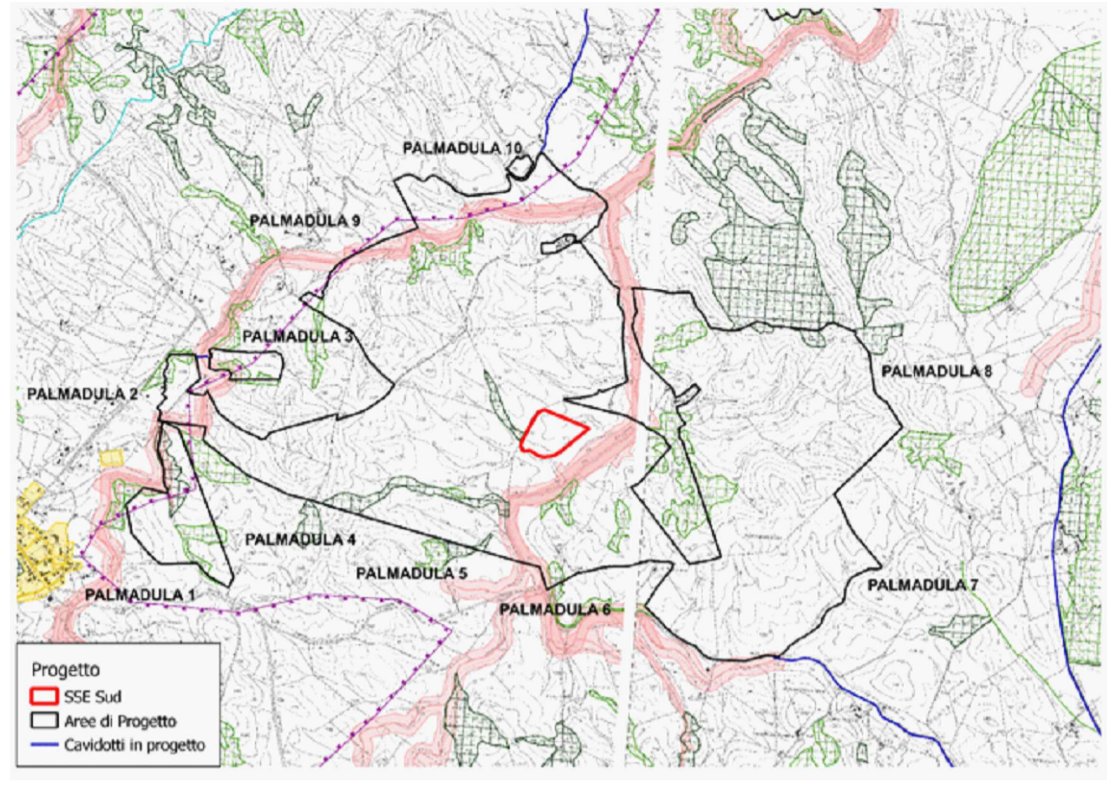 PALMADULA 10
PALMADULA 9
PALMADULA 3
PALMADULA 8
PALMADULA 2
PALMADULA 4
PALMADULA 5
PALMADULA 7
PALMADULA 1
PALMADULA 6
Progetto
SSE Sud
Aree di Progetto
Cavidotti in progetto